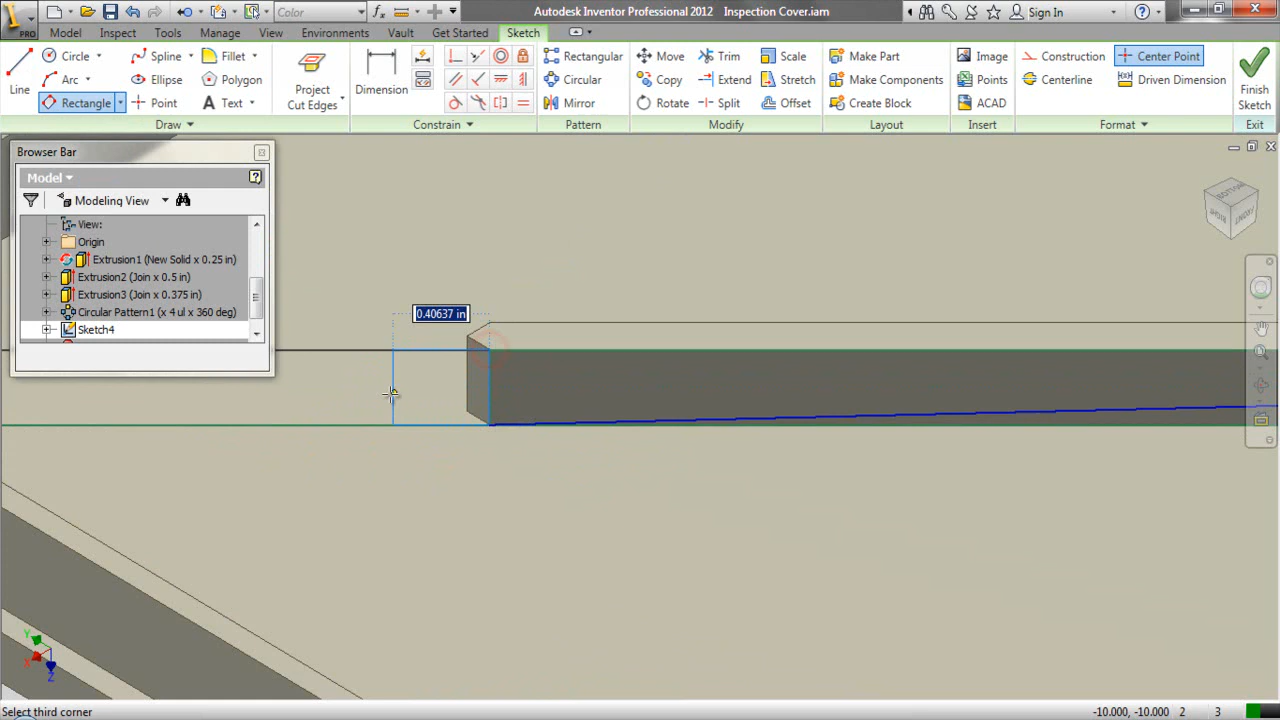 PRO
Color
Autodesk Inventor Professional 2012 Inspection Cover.iam
Sign In
Model Inspect Tools Manage View Environments Vault Get Started Sketch
Line
Circle
Arc
Rectangle
Spline
Ellipse
Point
Fillet
Polygon
Text
Draw
Project
Cut Edges
Dimension
Constrain
Rectangular
Circular
Mirror
Pattern
Move
Copy
Rotate
Trim
Extend
Split
Scale
Stretch
Offset
Modify
Make Part
Make Components
Create Block
Layout
Image
Points
ACAD
Insert
Construction
Centerline
Center Point
Driven Dimension
Format
Finish
Sketch
Exit
Browser Bar
Model
Modeling View
View:
Origin
Extrusion1 (New Solid x 0.25 in)
Extrusion2 (Join x 0.5 in)
Extrusion3 (Join x 0.375 in)
Circular Pattern1 (x 4 ul x 360 deg)
Sketch4
0.40637 in
Y
X
Z
Select third corner
-10.000, -10.000 2 3